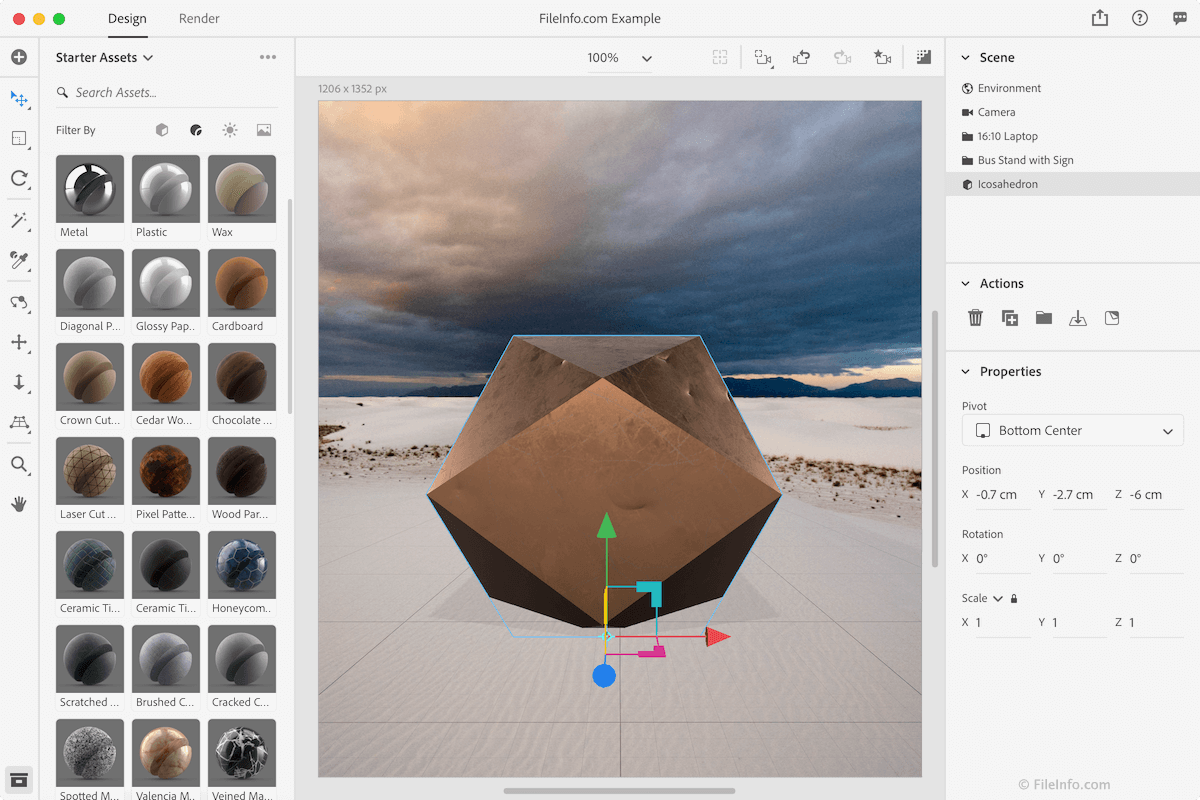 Design Render FileInfo.com Example
Starter Assets
100%
Search Assets...
Filter By
Metal Plastic Wax
Diagonal P... Glossy Pap.. Cardboard
Crown Cut... Cedar Wo... Chocolate ...
Laser Cut ... Pixel Patte... Wood Par...
Ceramic Ti... Ceramic Ti... Honeycom..
Scratched ... Brushed C... Cracked C...
Spotted M... Valencia M.. Veined Ma...
1206 x 1352 px
Scene
Environment
Camera
16:10 Laptop
Bus Stand with Sign
Icosahedron
Actions
Properties
Pivot
Bottom Center
Position
X -0.7 cm Y -2.7 cm Z -6 cm
Rotation
X 0° Y 0° Z 0°
Scale
X 1 Y 1 Z 1
© FileInfo.com